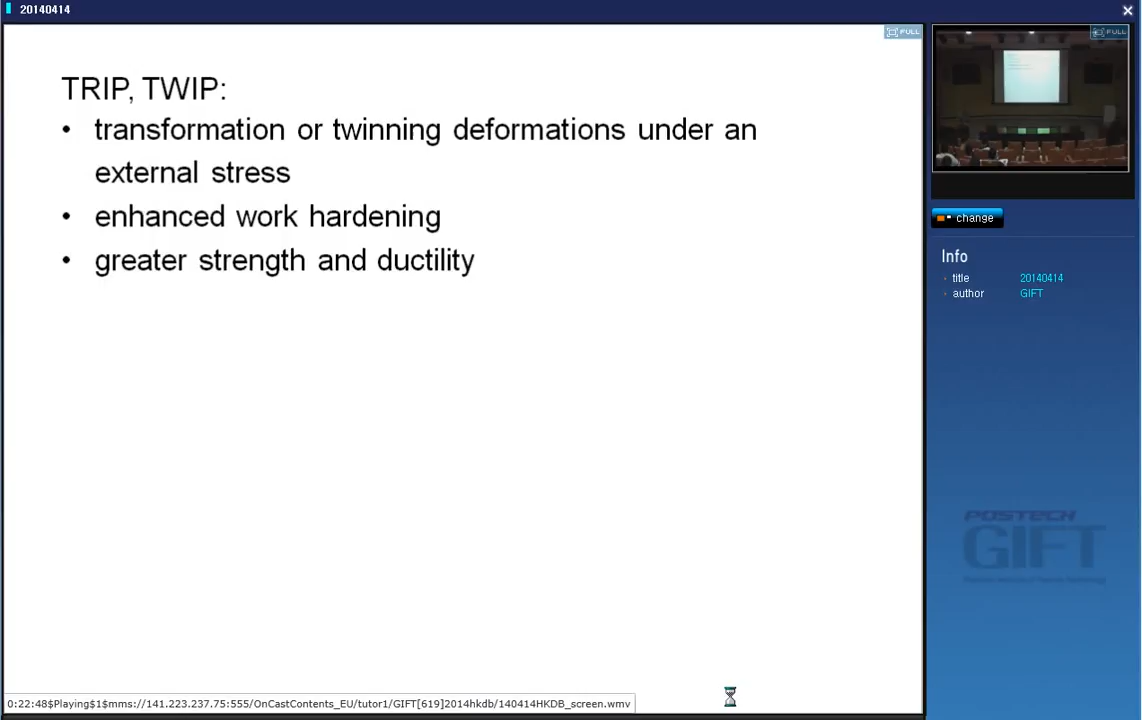 20140414
FULL
FULL
TRIP, TWIP:
• transformation or twinning deformations under an
external stress
• enhanced work hardening
• greater strength and ductility
change
Info
title 20140414
author GIFT
POSTECH
GIFT
0:22:48$Playing$1$mms://141.223.237.75:555/OnCastContents_EU/tutor1/GIFT[619]2014hkdb/140414HKDB_screen.wmv